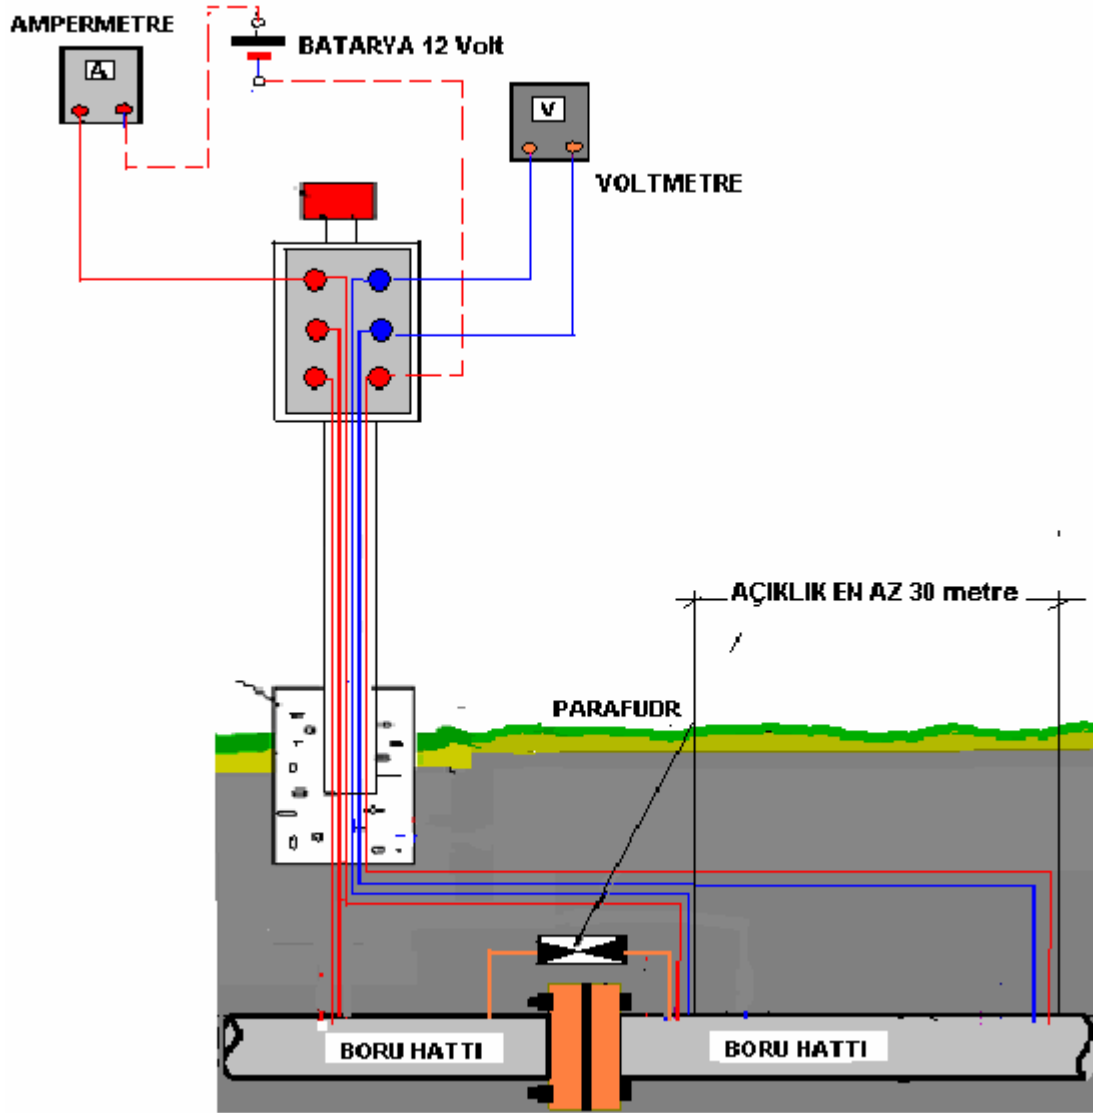 AMPERMETRE
BATARYA 12 Volt
A
V
VOLTMETRE
AÇIKLIK EN AZ 30 metre
PARAFUDR
BORU HATTI
BORU HATTI